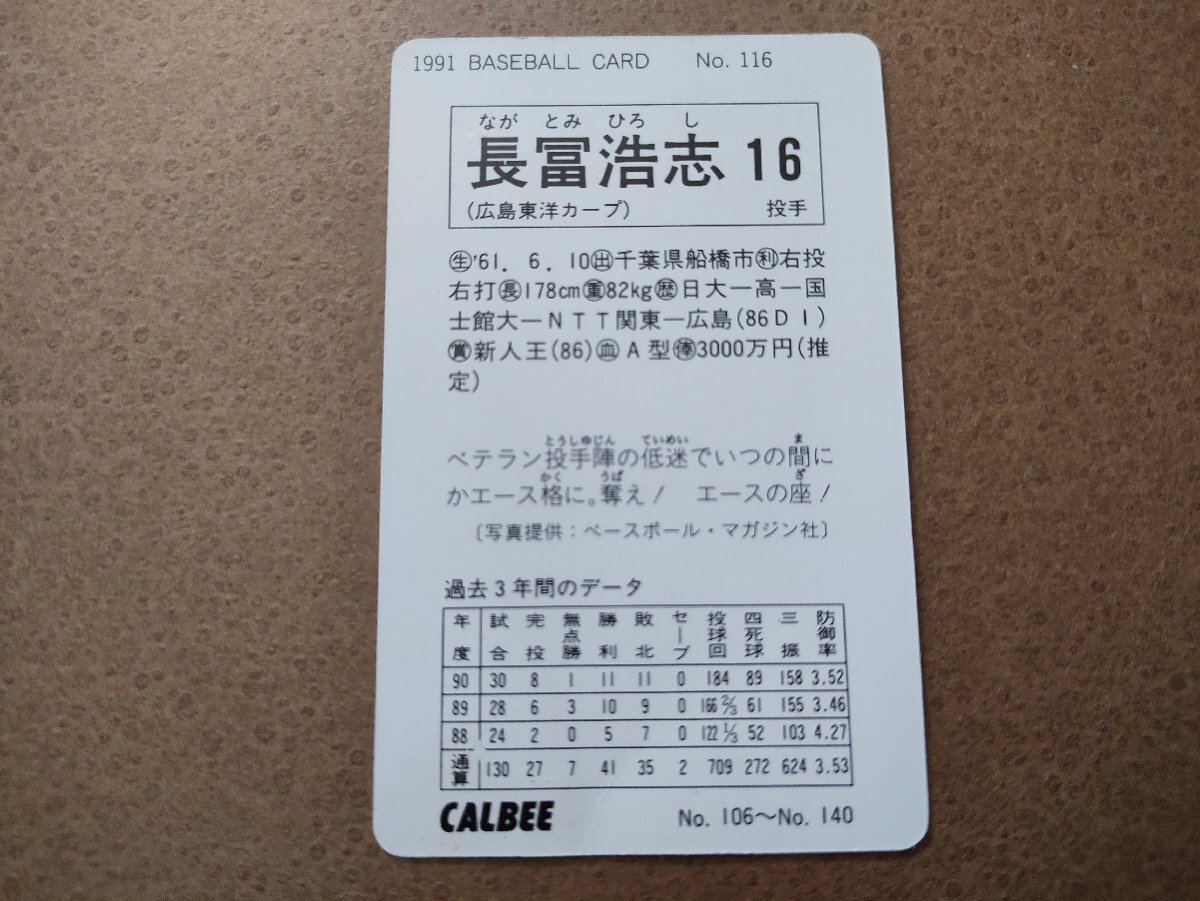 1991 BASEBALL CARD No. 116
なが とみ ひろ し
長冨浩志 16
(広島東洋カープ) 投手
㊤生'61. 6. 10出千葉県船橋市利右投
右打長178cm重82kg歴日大一高一国
士館大ーNTT関東ー広島(86D1)
賞新人王(86)血A型俸3000万円(推
定)
とうしゅじん ていめい ま
ベテラン投手陣の低迷でいつの間に
かく うば ざ
かエース格に。奪え! エースの座!
〔写真提供:ベースボール・マガジン社〕
過去3年間のデータ
年度 試合 完投 無点勝 勝利 敗北 セーブ 投球回 四死球 三振 防御率
90 30 8 1 11 11 0 184 89 158 3.52
89 28 6 3 10 9 0 166 2/3 61 155 3.46
88 24 2 0 5 7 0 122 1/3 52 103 4.27
通算 130 27 7 41 35 2 709 272 624 3.53
CALBEE No. 106〜No. 140